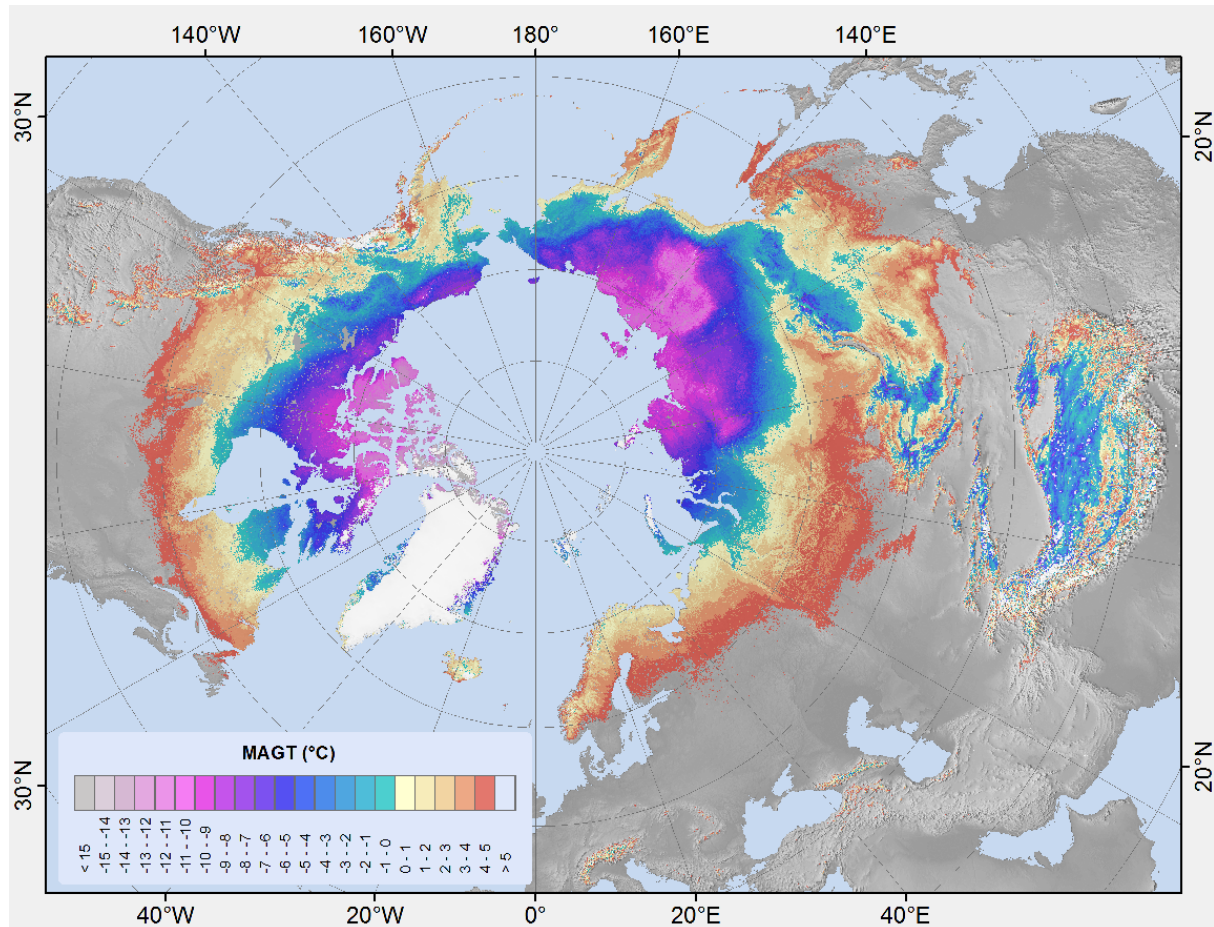 140°W 160°W 180° 160°E 140°E
30°N
20°N
30°N
20°N
MAGT (°C)
< 15
-15 - -14
-14 - -13
-13 - -12
-12 - -11
-11 - -10
-10 - -9
-9 - -8
-8 - -7
-7 - -6
-6 - -5
-5 - -4
-4 - -3
-3 - -2
-2 - -1
-1 - 0
0 - 1
1 - 2
2 - 3
3 - 4
4 - 5
> 5
40°W 20°W 0° 20°E 40°E